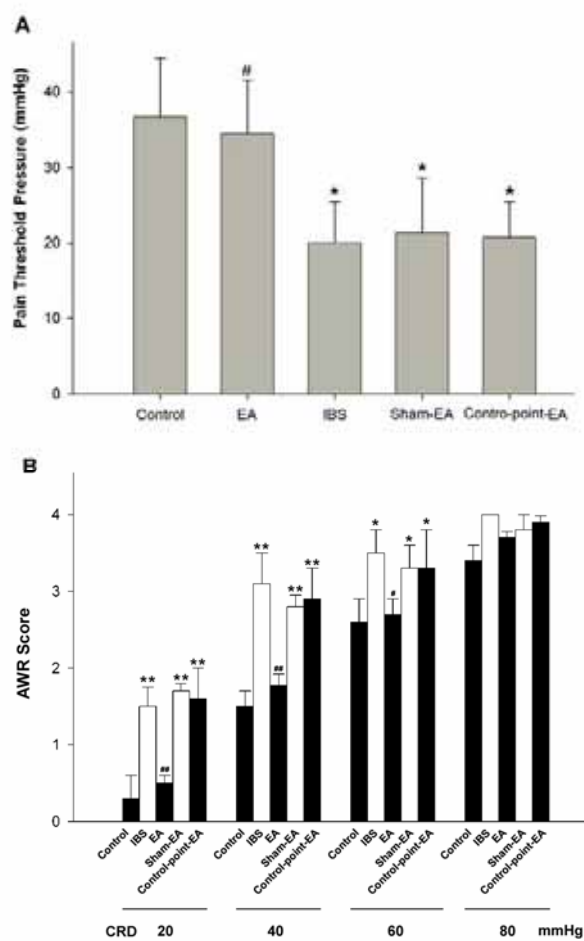 A
Pain Threshold Pressure (mmHg)
40
30
20
10
0
#
*
*
*
Control EA IBS Sham-EA Contro-point-EA
B
AWR Score
4
3
2
1
0
** ## ** **
** ## ** **
* # * *
Control IBS EA Sham-EA Control-point-EA
Control IBS EA Sham-EA Control-point-EA
Control IBS EA Sham-EA Control-point-EA
Control IBS EA Sham-EA Control-point-EA
CRD 20 40 60 80 mmHg